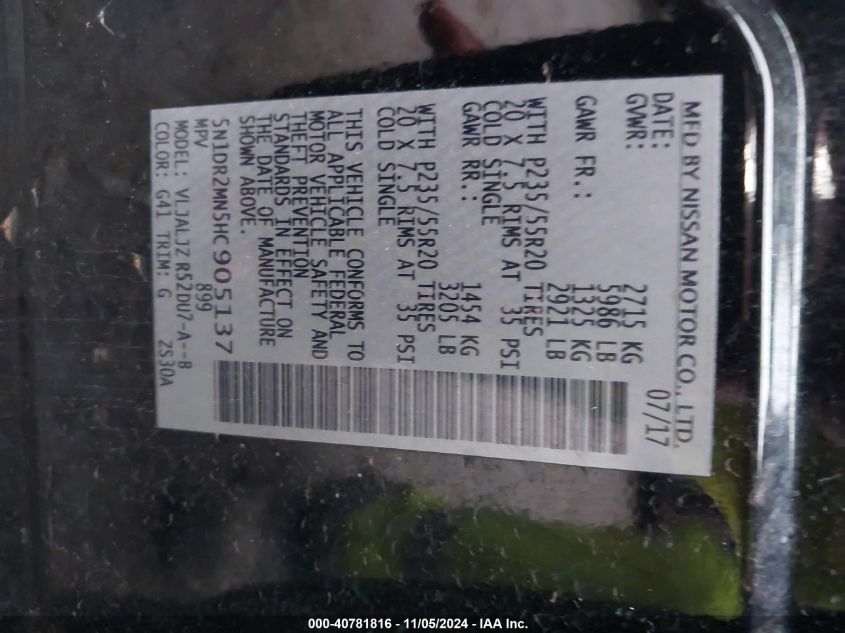 MFD BY NISSAN MOTOR CO., LTD.
DATE: 07/17
GVWR: 2715 KG
5986 LB
GAWR FR.: 1325 KG
2921 LB
WITH P235/55R20 TIRES
20 X 7.5 RIMS AT 35 PSI
COLD SINGLE
GAWR RR.: 1454 KG
3205 LB
WITH P235/55R20 TIRES
20 X 7.5 RIMS AT 35 PSI
COLD SINGLE
THIS VEHICLE CONFORMS TO
ALL APPLICABLE FEDERAL
MOTOR VEHICLE SAFETY AND
THEFT PREVENTION
STANDARDS IN EFFECT ON
THE DATE OF MANUFACTURE
SHOWN ABOVE.
5N1DR2MN5HC905137
MPV 899
MODEL: VLJALJZ R52DU7-A--B
COLOR: G41 TRIM: G ZS30A
000-40781816 - 11/05/2024 - IAA Inc.